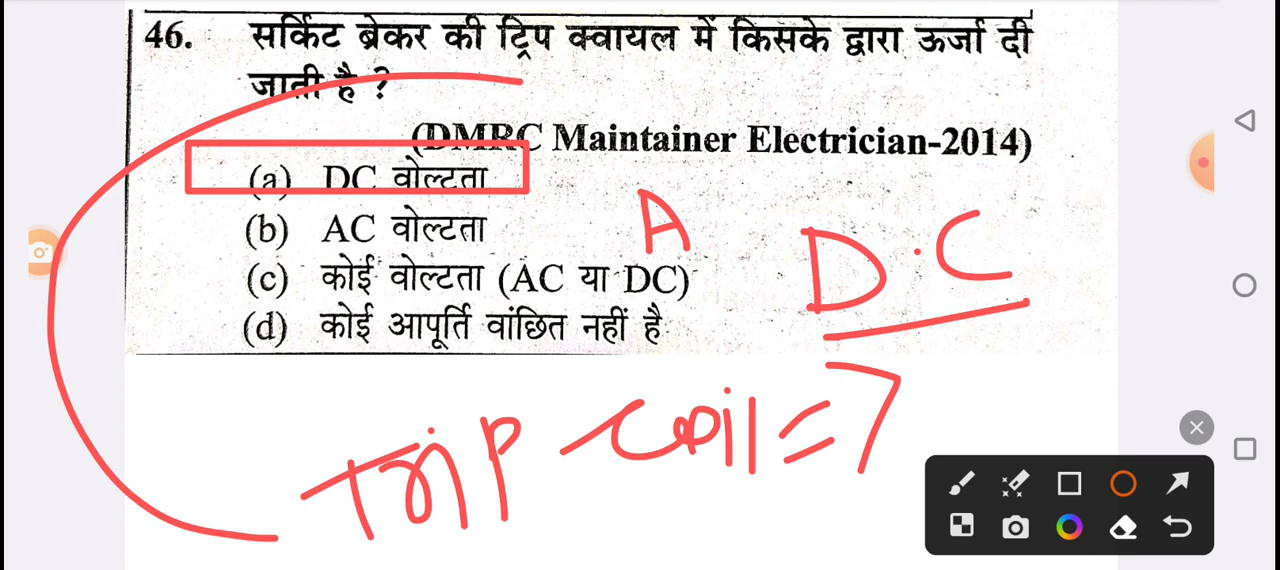 46. सर्किट ब्रेकर की ट्रिप क्वायल में किसके द्वारा ऊर्जा दी
जाती है ?
(DMRC Maintainer Electrician-2014)
(a) DC वोल्टता
(b) AC वोल्टता
(c) कोई वोल्टता (AC या DC)
(d) कोई आपूर्ति वांछित नहीं है
A
D.C
Trip coil = 7